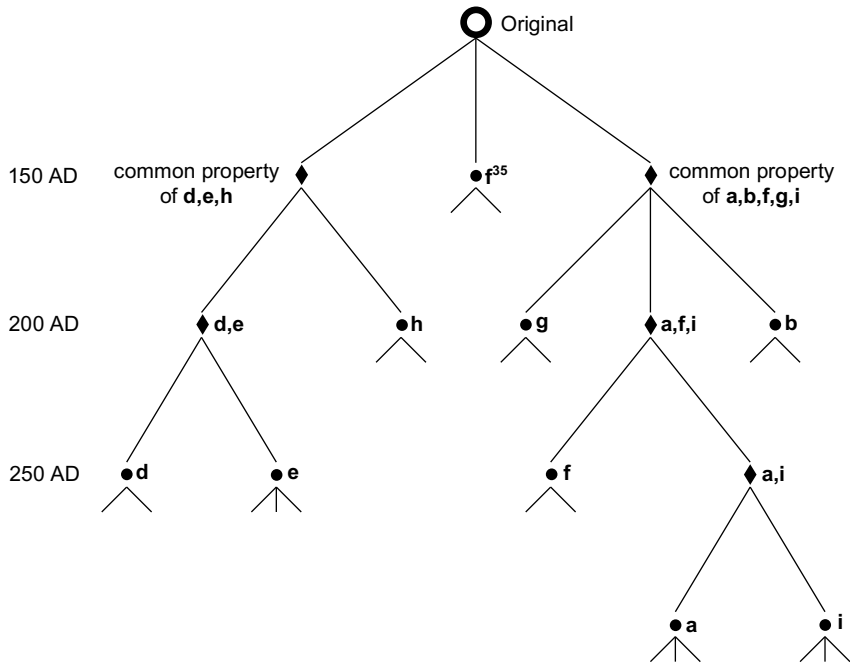 Original
150 AD
common property
of d,e,h
f35
common property
of a,b,f,g,i
200 AD
d,e
h
g
a,f,i
b
250 AD
d
e
f
a,i
a
i